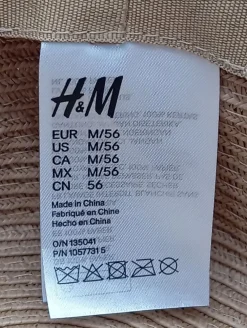 H&M
EUR M/56
US M/56
CA M/56
MX M/56
CN 56
Made in China
Fabriqué en Chine
Hecho en China
O/N 135041
P/N 1057731 5